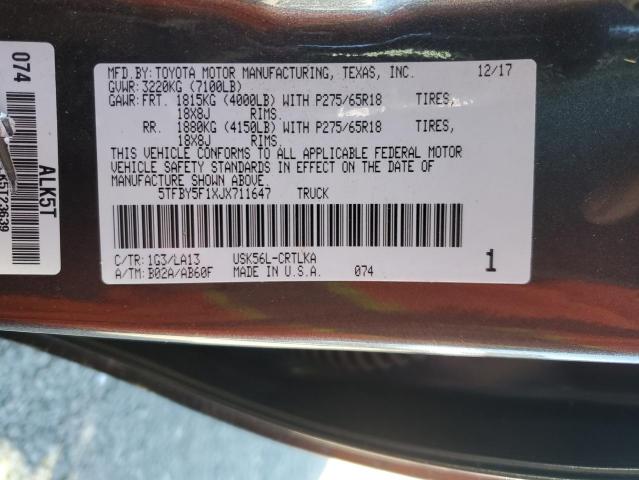 MFD.BY:TOYOTA MOTOR MANUFACTURING, TEXAS, INC. 12/17
GVWR:3220KG (7100LB)
GAWR:FRT. 1815KG (4000LB) WITH P275/65R18 TIRES,
18X8J RIMS.
RR. 1880KG (4150LB) WITH P275/65R18 TIRES,
18X8J RIMS.
THIS VEHICLE CONFORMS TO ALL APPLICABLE FEDERAL MOTOR
VEHICLE SAFETY STANDARDS IN EFFECT ON THE DATE OF
MANUFACTURE SHOWN ABOVE.
5TFBY5F1XJX711647 TRUCK
C/TR:1G3/LA13 USK56L-CRTLKA
A/TM:B02A/AB60F MADE IN U.S.A. 074 1
074
ALK5T